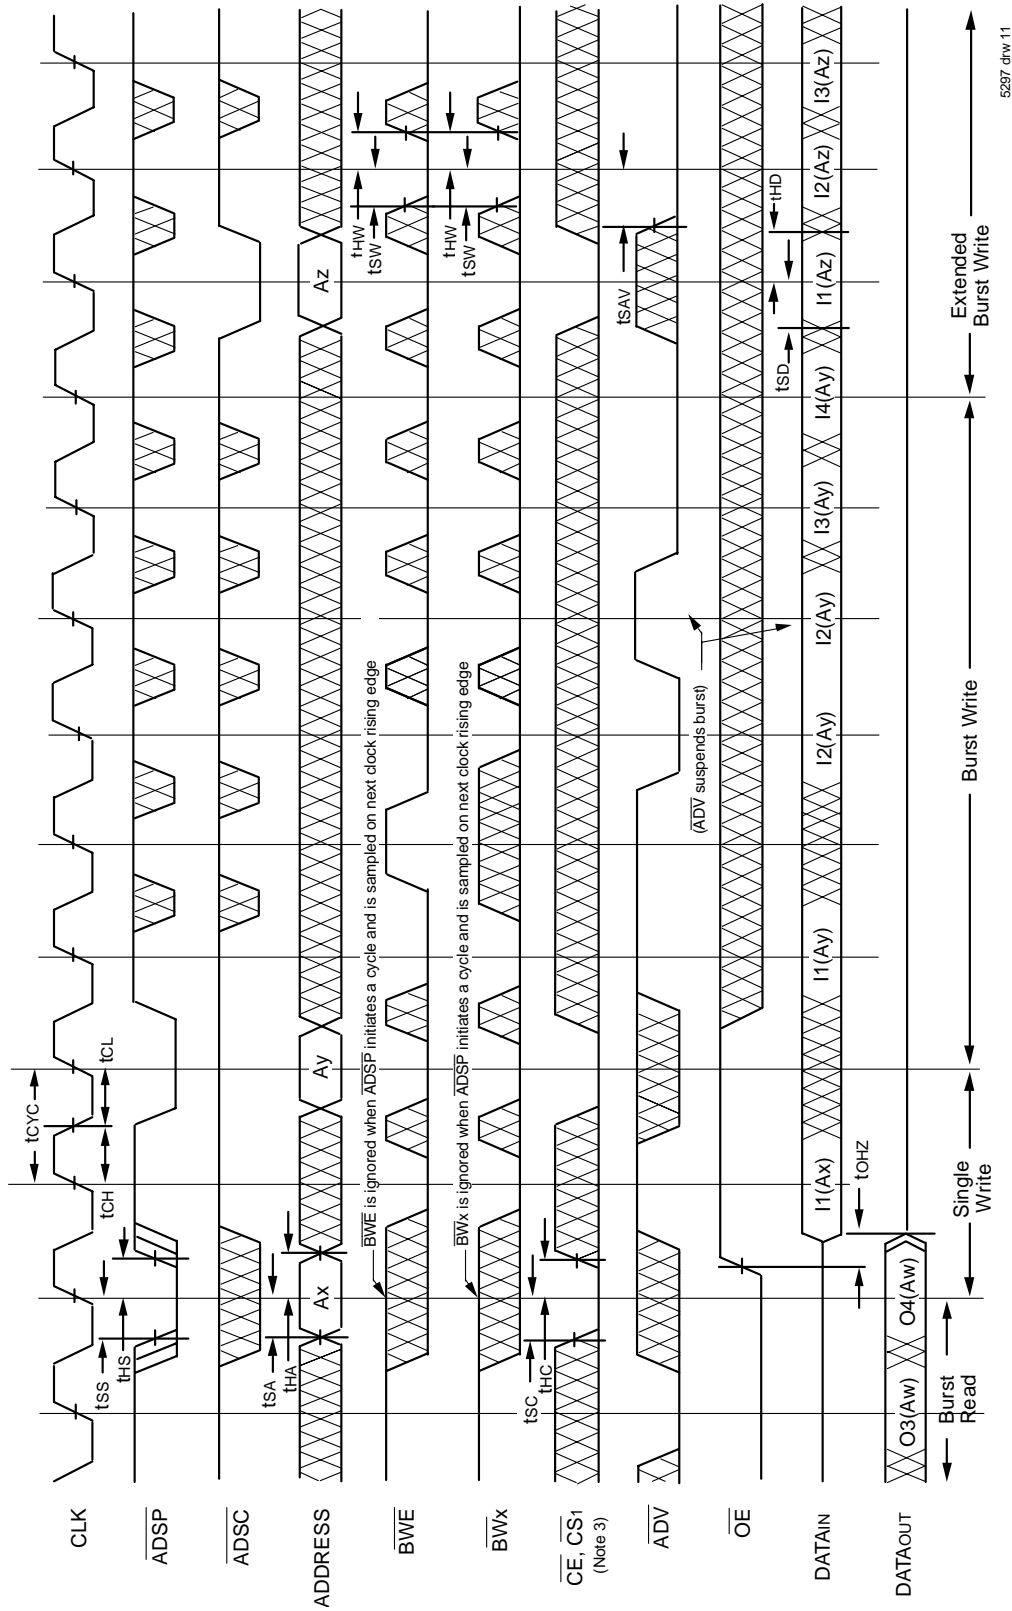 CLK
tCYC
tCH
tCL
ADSP
tSS
tHS
ADSC
ADDRESS
Ax
Ay
Az
tSA
tHA
BWE
BWE is ignored when ADSP initiates a cycle and is sampled on next clock rising edge
tHW
tSW
BWx
BWx is ignored when ADSP initiates a cycle and is sampled on next clock rising edge
tHW
tSW
CE, CS1
(Note 3)
tSC
tHC
ADV
tSAV
(ADV suspends burst)
OE
tOHZ
tSD
tHD
DATAIN
I1(Ax)
I1(Ay)
I2(Ay)
I2(Ay)
I3(Ay)
I4(Ay)
I1(Az)
I2(Az)
I3(Az)
DATAOUT
O3(Aw)
O4(Aw)
Burst
Read
Single
Write
Burst Write
Extended
Burst Write
5297 drw 11